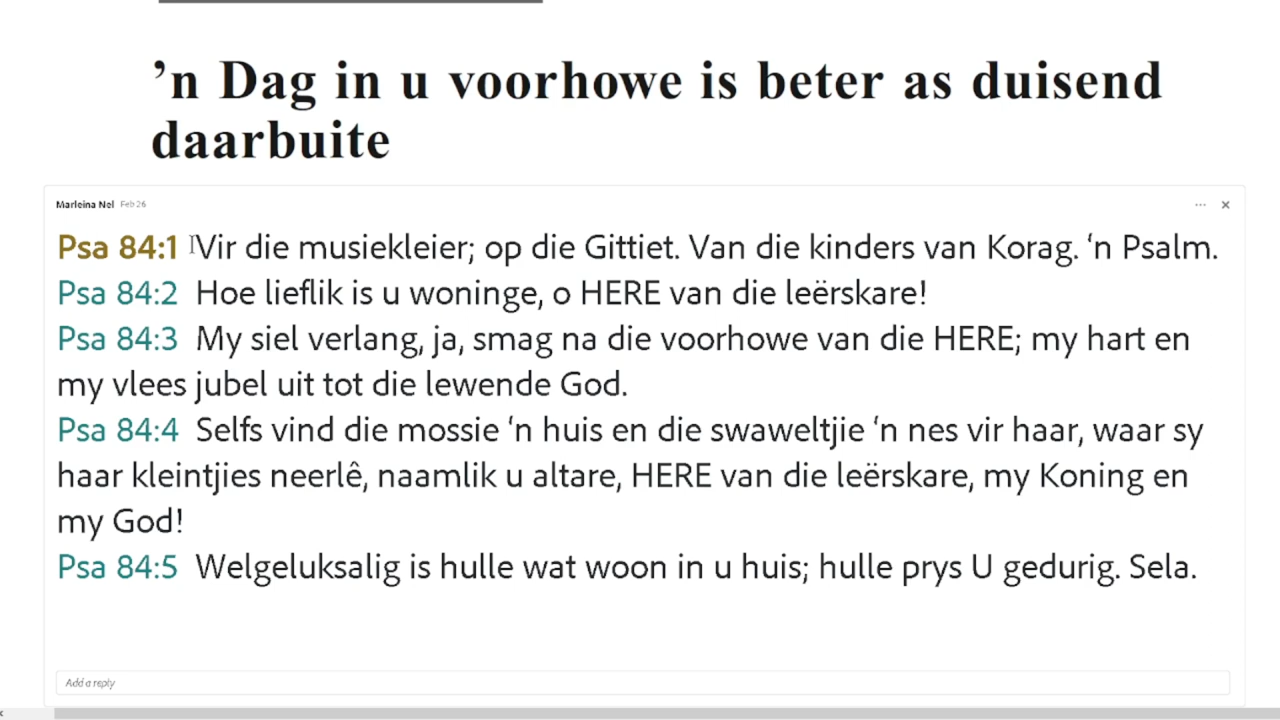 ’n Dag in u voorhowe is beter as duisend
daarbuite
Marleina Nel Feb 26
Psa 84:1 Vir die musiekleier; op die Gittiet. Van die kinders van Korag. ‘n Psalm.
Psa 84:2 Hoe lieflik is u woninge, o HERE van die leërskare!
Psa 84:3 My siel verlang, ja, smag na die voorhowe van die HERE; my hart en
my vlees jubel uit tot die lewende God.
Psa 84:4 Selfs vind die mossie ‘n huis en die swaweltjie ‘n nes vir haar, waar sy
haar kleintjies neerlê, naamlik u altare, HERE van die leërskare, my Koning en
my God!
Psa 84:5 Welgeluksalig is hulle wat woon in u huis; hulle prys U gedurig. Sela.
Add a reply